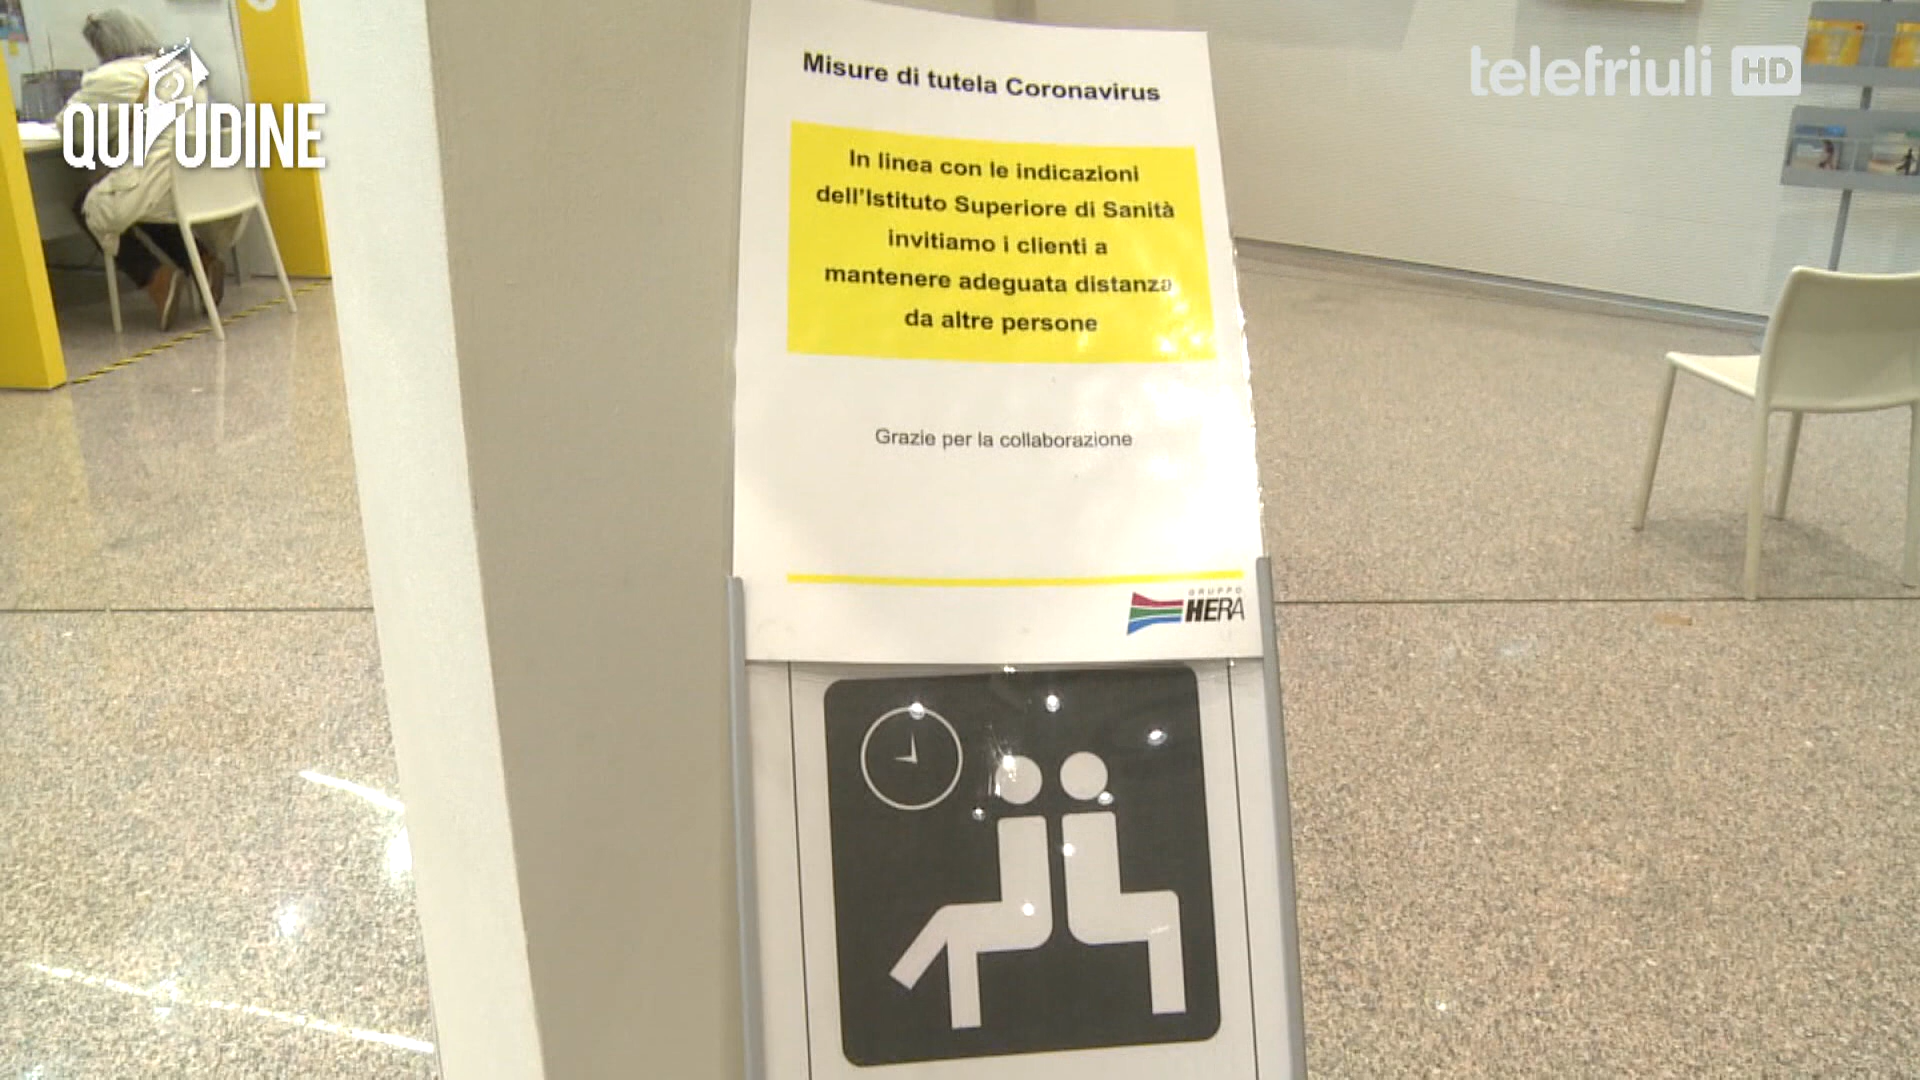 QUI UDINE
telefriuli HD
Misure di tutela Coronavirus
In linea con le indicazioni
dell'Istituto Superiore di Sanità
invitiamo i clienti a
mantenere adeguata distanza
da altre persone
Grazie per la collaborazione
GRUPPO
HERA